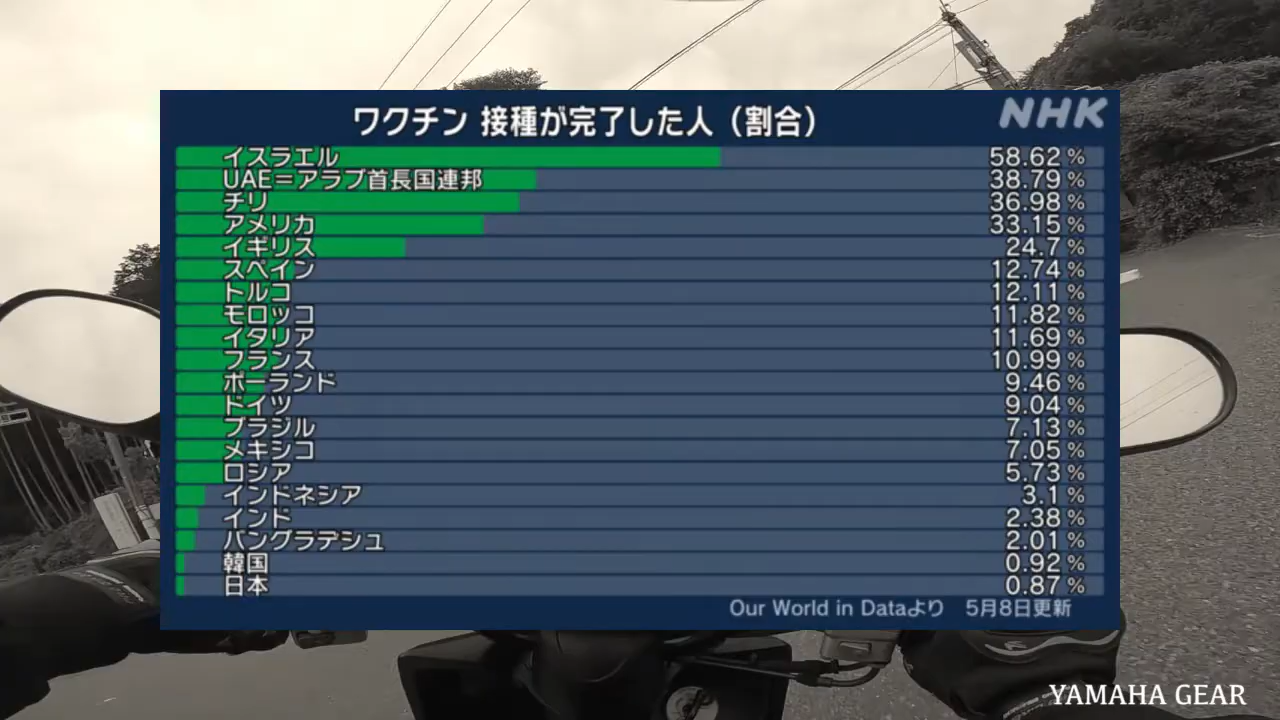 ワクチン 接種が完了した人（割合）
NHK
イスラエル 58.62％
UAE＝アラブ首長国連邦 38.79％
チリ 36.98％
アメリカ 33.15％
イギリス 24.7％
スペイン 12.74％
トルコ 12.11％
モロッコ 11.82％
イタリア 11.69％
フランス 10.99％
ポーランド 9.46％
ドイツ 9.04％
ブラジル 7.13％
メキシコ 7.05％
ロシア 5.73％
インドネシア 3.1％
インド 2.38％
バングラデシュ 2.01％
韓国 0.92％
日本 0.87％
Our World in Dataより 5月8日更新
YAMAHA GEAR